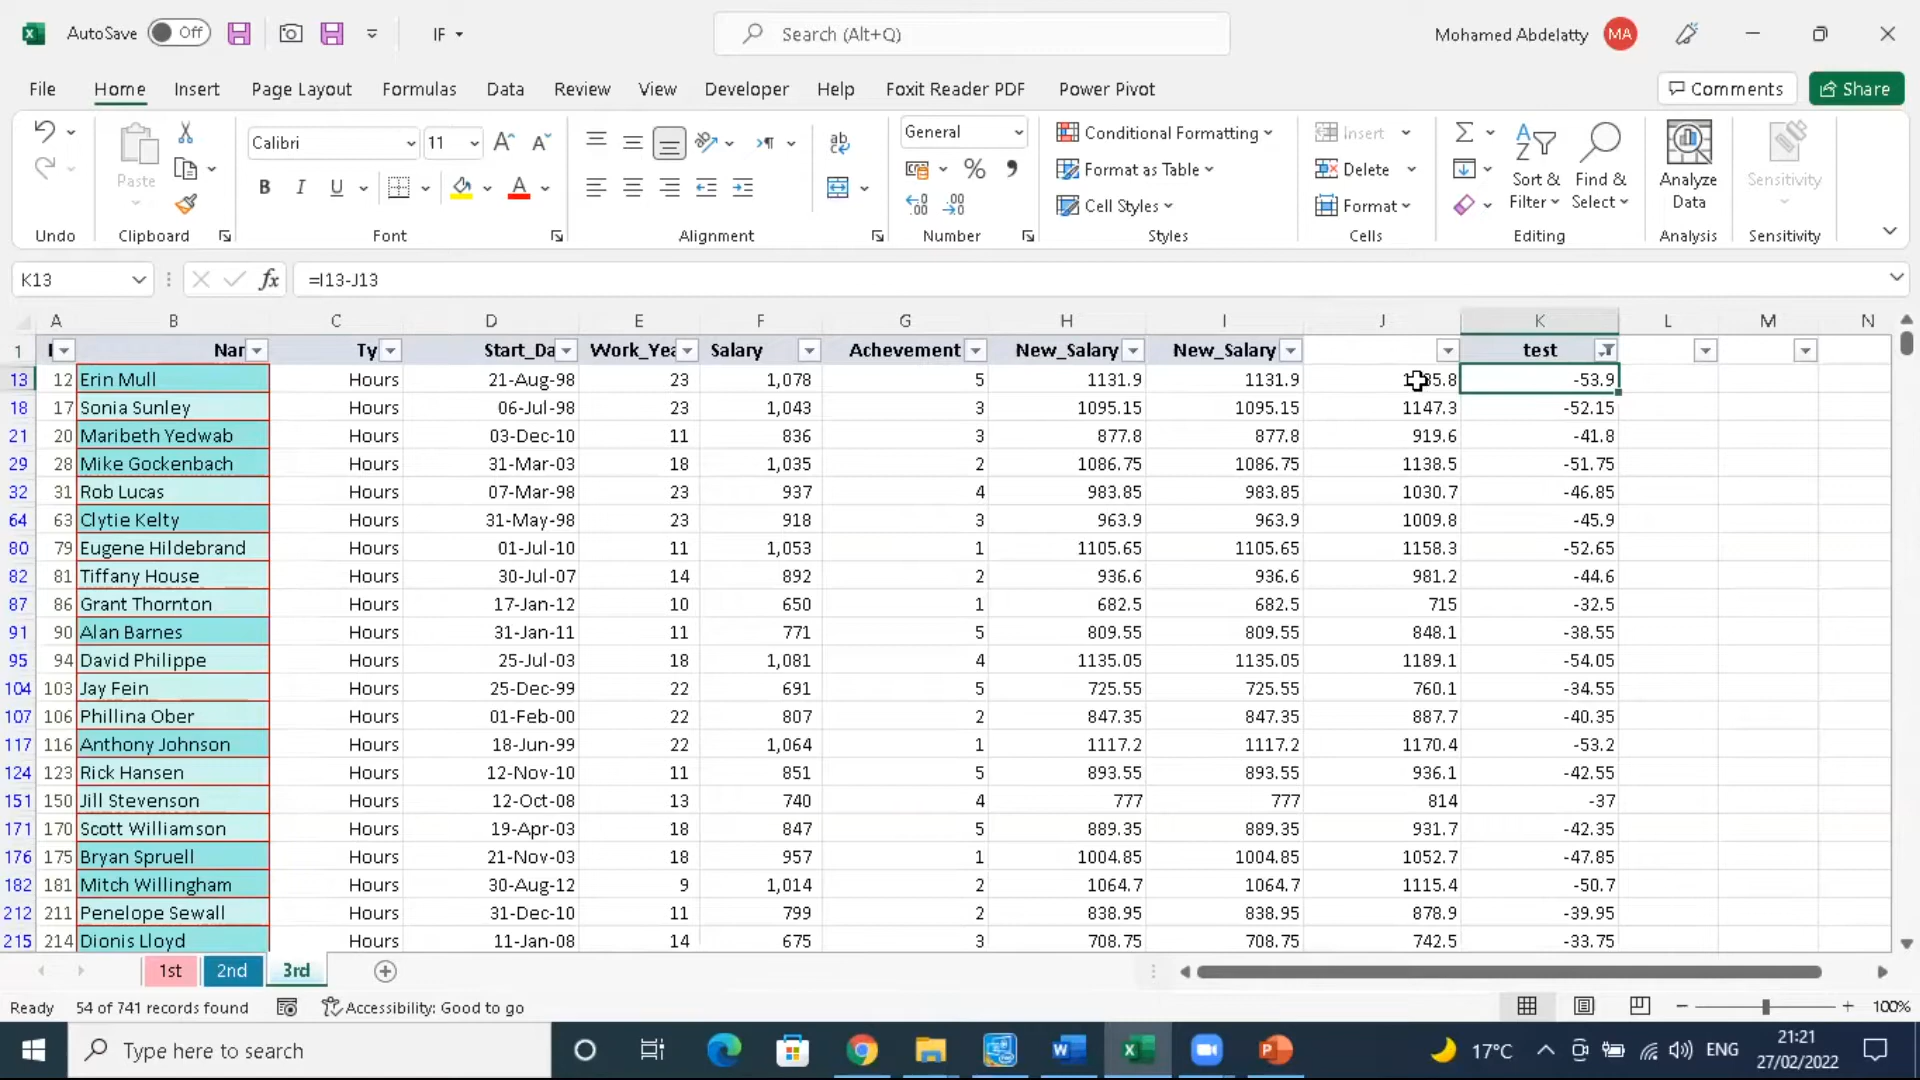 AutoSave Off IF Search (Alt+Q) Mohamed Abdelatty MA
File Home Insert Page Layout Formulas Data Review View Developer Help Foxit Reader PDF Power Pivot Comments Share
Paste Calibri 11 General Conditional Formatting Insert Sort & Find & Analyze Sensitivity
B I U A Format as Table Delete Filter Select Data
Cell Styles Format
Undo Clipboard Font Alignment Number Styles Cells Editing Analysis Sensitivity
K13 fx =I13-J13
A B C D E F G H I J K L M N
1 Nar Ty Start_Da Work_Yea Salary Achevement New_Salary New_Salary test
13 12 Erin Mull Hours 21-Aug-98 23 1,078 5 1131.9 1131.9 -53.9
18 17 Sonia Sunley Hours 06-Jul-98 23 1,043 3 1095.15 1095.15 1147.3 -52.15
21 20 Maribeth Yedwab Hours 03-Dec-10 11 836 3 877.8 877.8 919.6 -41.8
29 28 Mike Gockenbach Hours 31-Mar-03 18 1,035 2 1086.75 1086.75 1138.5 -51.75
32 31 Rob Lucas Hours 07-Mar-98 23 937 4 983.85 983.85 1030.7 -46.85
64 63 Clytie Kelty Hours 31-May-98 23 918 3 963.9 963.9 1009.8 -45.9
80 79 Eugene Hildebrand Hours 01-Jul-10 11 1,053 1 1105.65 1105.65 1158.3 -52.65
82 81 Tiffany House Hours 30-Jul-07 14 892 2 936.6 936.6 981.2 -44.6
87 86 Grant Thornton Hours 17-Jan-12 10 650 1 682.5 682.5 715 -32.5
91 90 Alan Barnes Hours 31-Jan-11 11 771 5 809.55 809.55 848.1 -38.55
95 94 David Philippe Hours 25-Jul-03 18 1,081 4 1135.05 1135.05 1189.1 -54.05
104 103 Jay Fein Hours 25-Dec-99 22 691 5 725.55 725.55 760.1 -34.55
107 106 Phillina Ober Hours 01-Feb-00 22 807 2 847.35 847.35 887.7 -40.35
117 116 Anthony Johnson Hours 18-Jun-99 22 1,064 1 1117.2 1117.2 1170.4 -53.2
124 123 Rick Hansen Hours 12-Nov-10 11 851 5 893.55 893.55 936.1 -42.55
151 150 Jill Stevenson Hours 12-Oct-08 13 740 4 777 777 814 -37
171 170 Scott Williamson Hours 19-Apr-03 18 847 5 889.35 889.35 931.7 -42.35
176 175 Bryan Spruell Hours 21-Nov-03 18 957 1 1004.85 1004.85 1052.7 -47.85
182 181 Mitch Willingham Hours 30-Aug-12 9 1,014 2 1064.7 1064.7 1115.4 -50.7
212 211 Penelope Sewall Hours 31-Dec-10 11 799 2 838.95 838.95 878.9 -39.95
215 214 Dionis Lloyd Hours 11-Jan-08 14 675 3 708.75 708.75 742.5 -33.75
1st 2nd 3rd
Ready 54 of 741 records found Accessibility: Good to go 100%
Type here to search 17°C ENG 21:21
27/02/2022